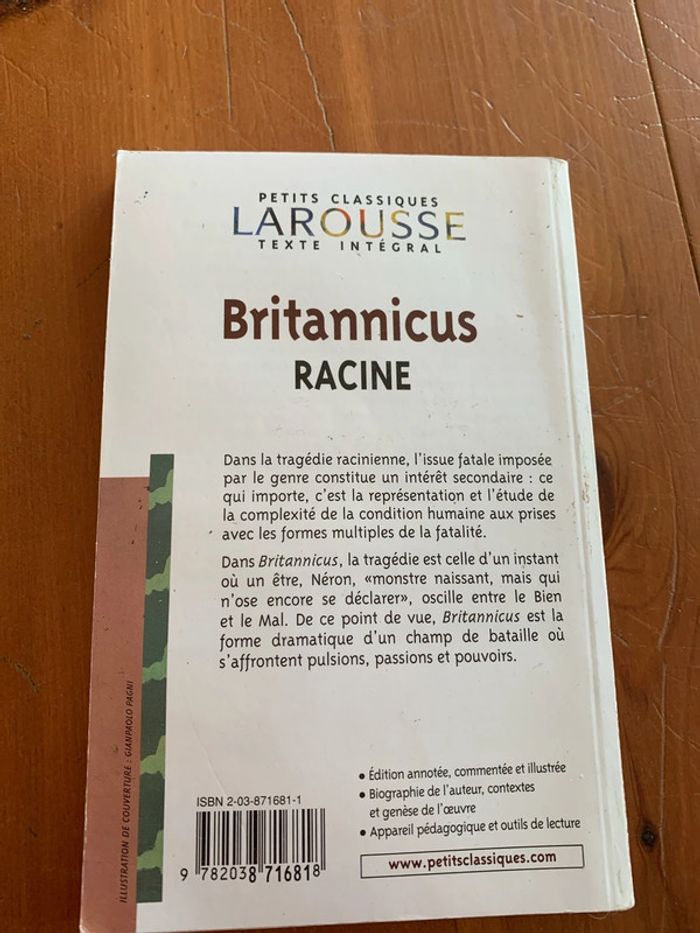 PETITS CLASSIQUES
LAROUSSE
TEXTE INTÉGRAL
Britannicus
RACINE
Dans la tragédie racinienne, l'issue fatale imposée
par le genre constitue un intérêt secondaire : ce
qui importe, c'est la représentation et l'étude de
la complexité de la condition humaine aux prises
avec les formes multiples de la fatalité.
Dans Britannicus, la tragédie est celle d'un instant
où un être, Néron, «monstre naissant, mais qui
n'ose encore se déclarer», oscille entre le Bien
et le Mal. De ce point de vue, Britannicus est la
forme dramatique d'un champ de bataille où
s'affrontent pulsions, passions et pouvoirs.
ILLUSTRATION DE COUVERTURE : GIANPAOLO PAGNI
• Édition annotée, commentée et illustrée
• Biographie de l'auteur, contextes
et genèse de l'œuvre
• Appareil pédagogique et outils de lecture
www.petitsclassiques.com
ISBN 2-03-871681-1
9 782038 716818